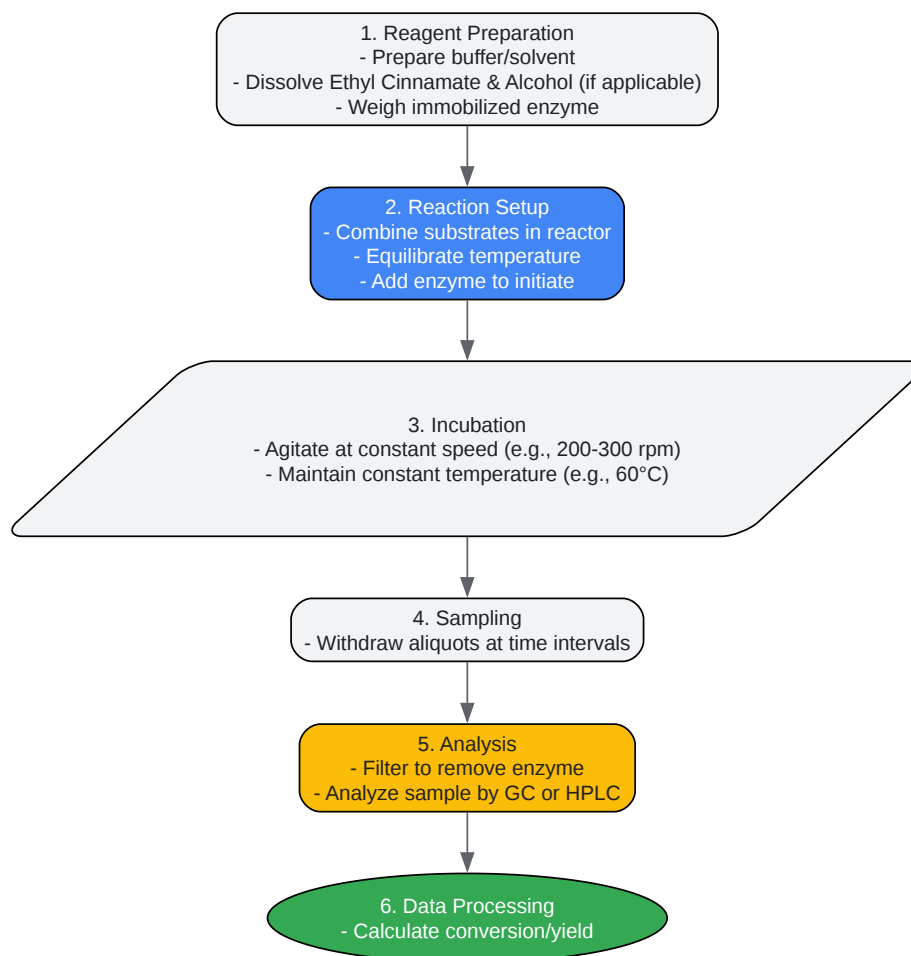 1. Reagent Preparation
- Prepare buffer/solvent
- Dissolve Ethyl Cinnamate & Alcohol (if applicable)
- Weigh immobilized enzyme
2. Reaction Setup
- Combine substrates in reactor
- Equilibrate temperature
- Add enzyme to initiate
3. Incubation
- Agitate at constant speed (e.g., 200-300 rpm)
- Maintain constant temperature (e.g., 60°C)
4. Sampling
- Withdraw aliquots at time intervals
5. Analysis
- Filter to remove enzyme
- Analyze sample by GC or HPLC
6. Data Processing
- Calculate conversion/yield